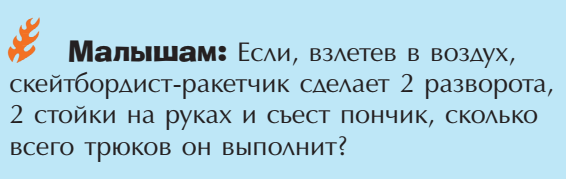 Малышам: Если, взлетев в воздух,
скейтбордист-ракетчик сделает 2 разворота,
2 стойки на руках и съест пончик, сколько
всего трюков он выполнит?